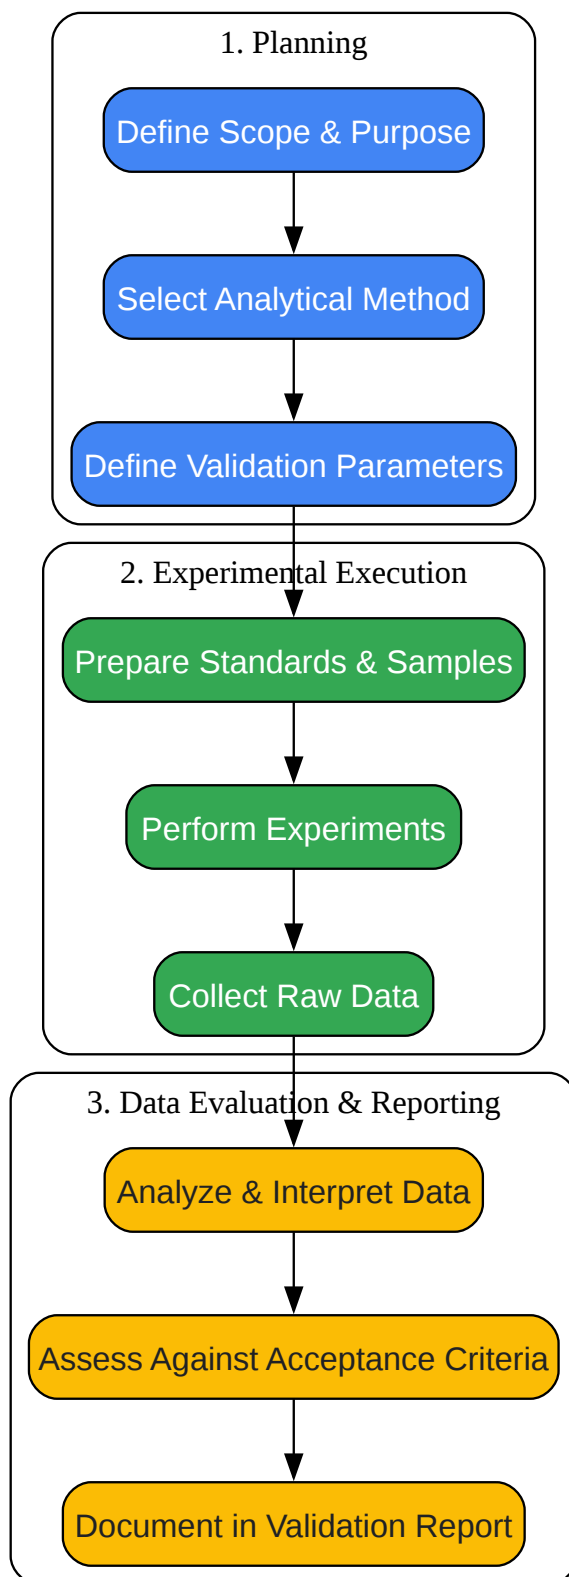 1. Planning
Define Scope & Purpose
Select Analytical Method
Define Validation Parameters
2. Experimental Execution
Prepare Standards & Samples
Perform Experiments
Collect Raw Data
3. Data Evaluation & Reporting
Analyze & Interpret Data
Assess Against Acceptance Criteria
Document in Validation Report